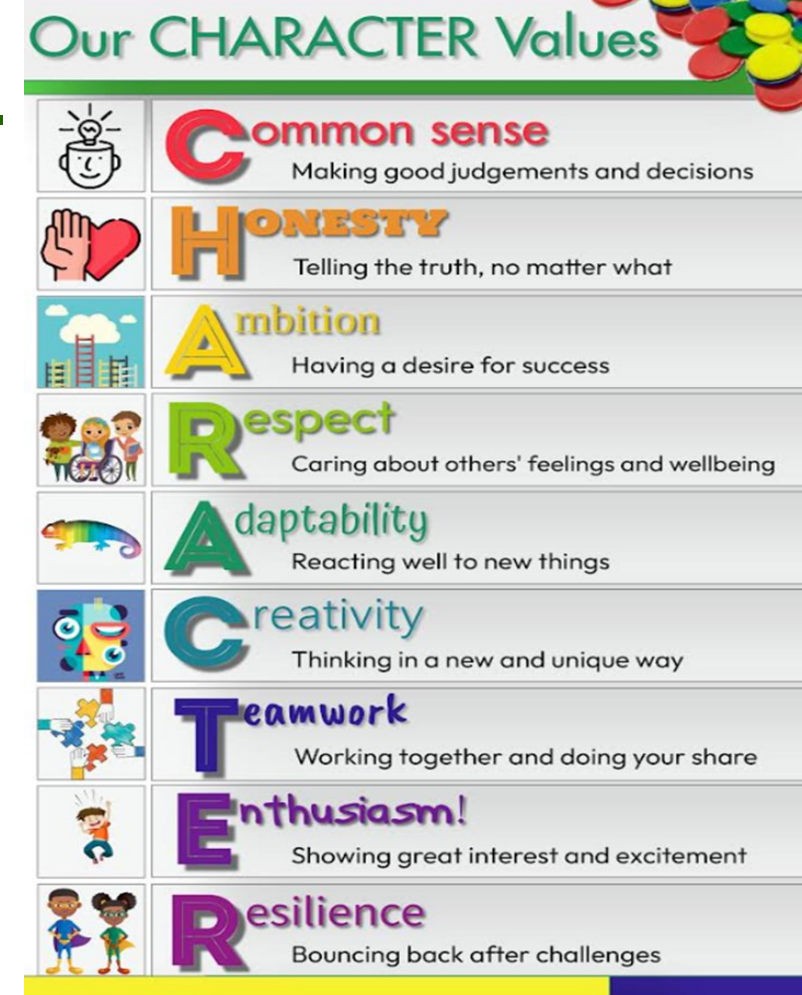 Our CHARACTER Values
Common sense
Making good judgements and decisions
HONESTY
Telling the truth, no matter what
Ambition
Having a desire for success
Respect
Caring about others' feelings and wellbeing
Adaptability
Reacting well to new things
Creativity
Thinking in a new and unique way
Teamwork
Working together and doing your share
Enthusiasm!
Showing great interest and excitement
Resilience
Bouncing back after challenges